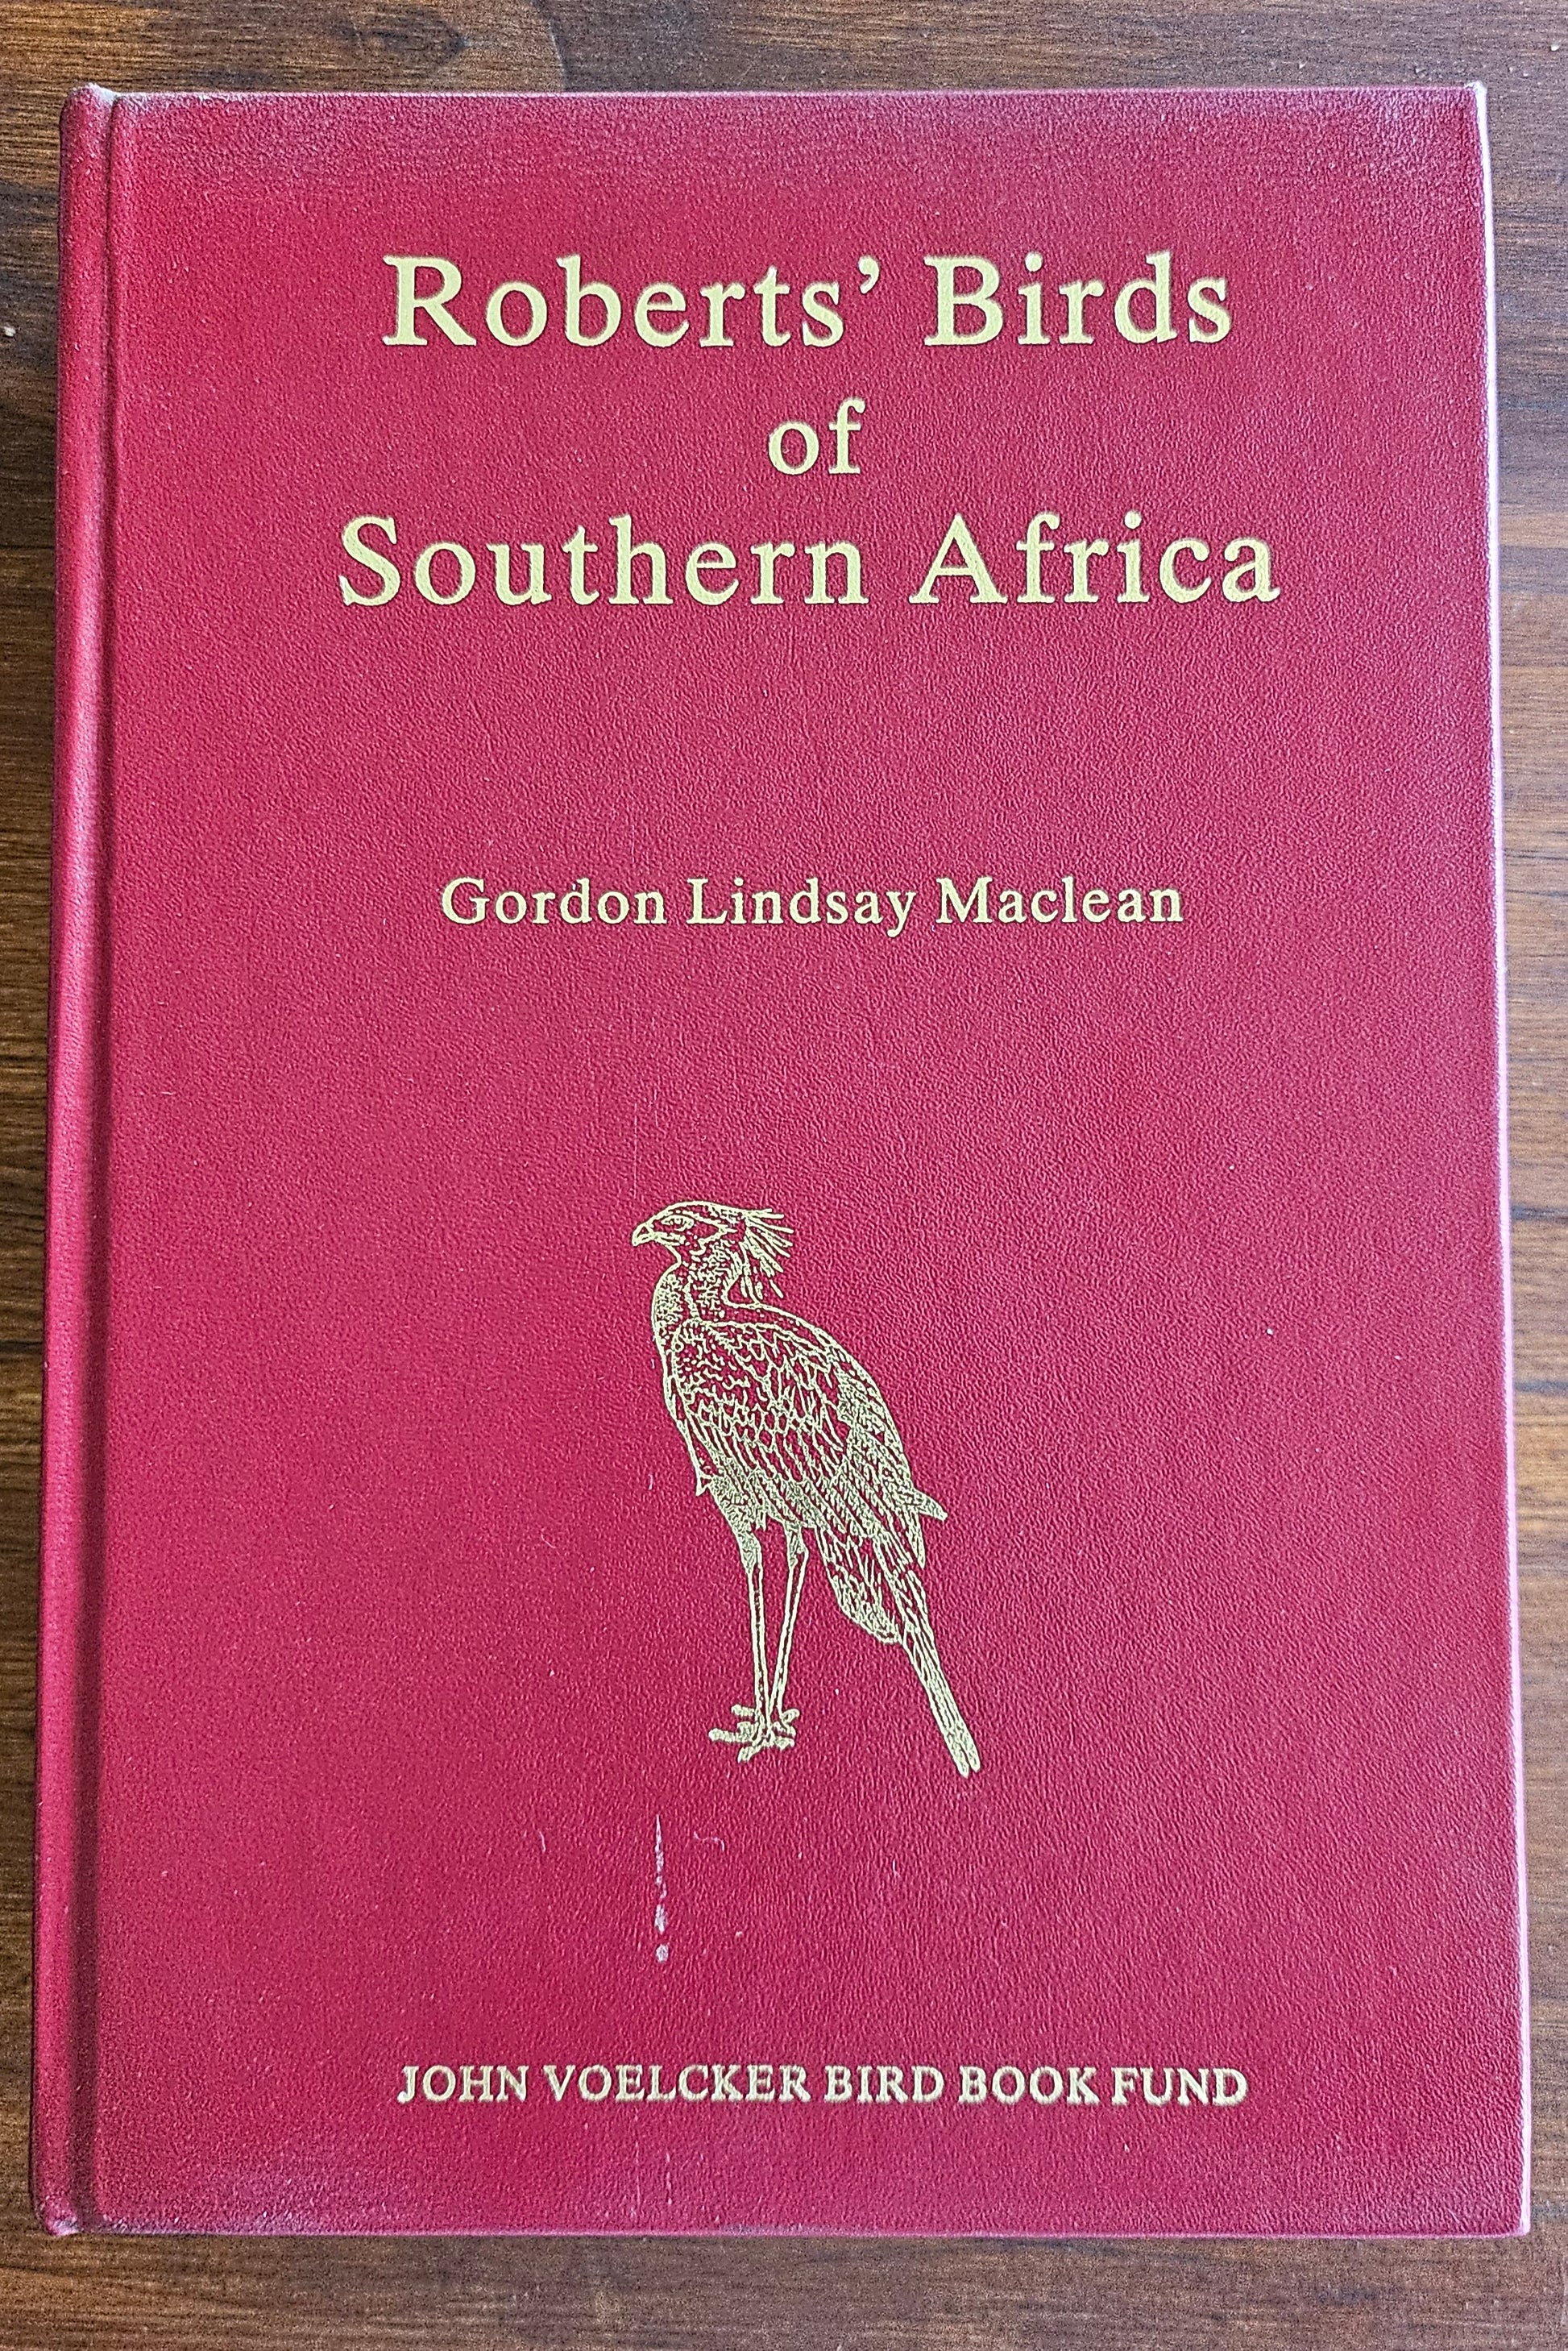 Roberts’ Birds
of
Southern Africa
Gordon Lindsay Maclean
JOHN VOELCKER BIRD BOOK FUND